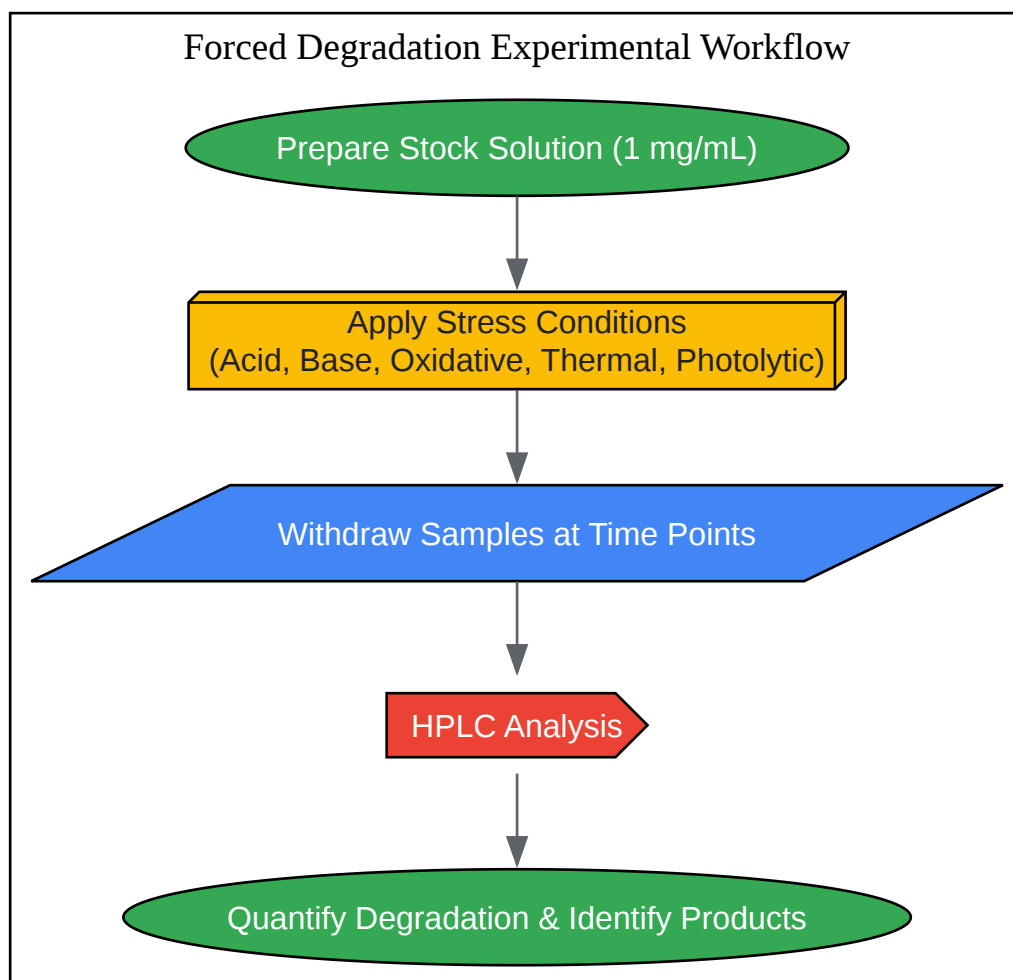 Forced Degradation Experimental Workflow
Prepare Stock Solution (1 mg/mL)
Apply Stress Conditions
(Acid, Base, Oxidative, Thermal, Photolytic)
Withdraw Samples at Time Points
HPLC Analysis
Quantify Degradation & Identify Products